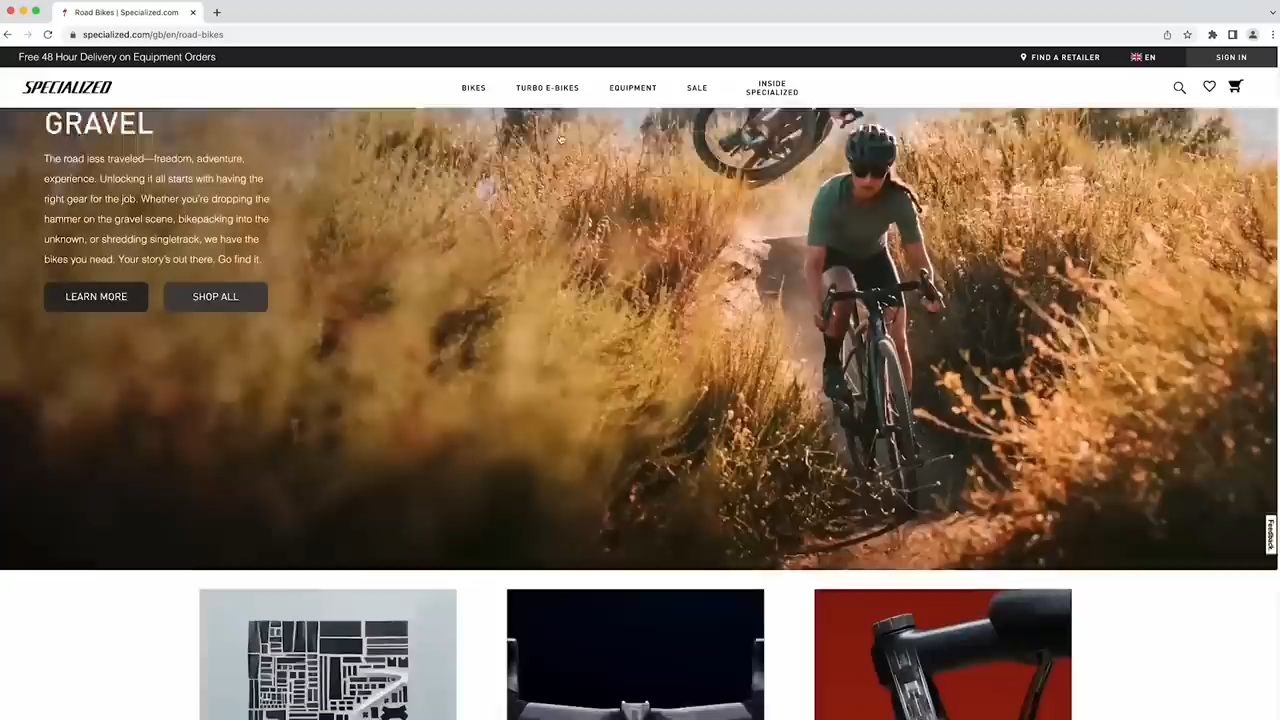 Road Bikes | Specialized.com
specialized.com/gb/en/road-bikes
Free 48 Hour Delivery on Equipment Orders
FIND A RETAILER
EN
SIGN IN
SPECIALIZED
BIKES
TURBO E-BIKES
EQUIPMENT
SALE
INSIDE
SPECIALIZED
GRAVEL
The road less traveled—freedom, adventure,
experience. Unlocking it all starts with having the
right gear for the job. Whether you're dropping the
hammer on the gravel scene, bikepacking into the
unknown, or shredding singletrack, we have the
bikes you need. Your story's out there. Go find it.
LEARN MORE
SHOP ALL
Feedback